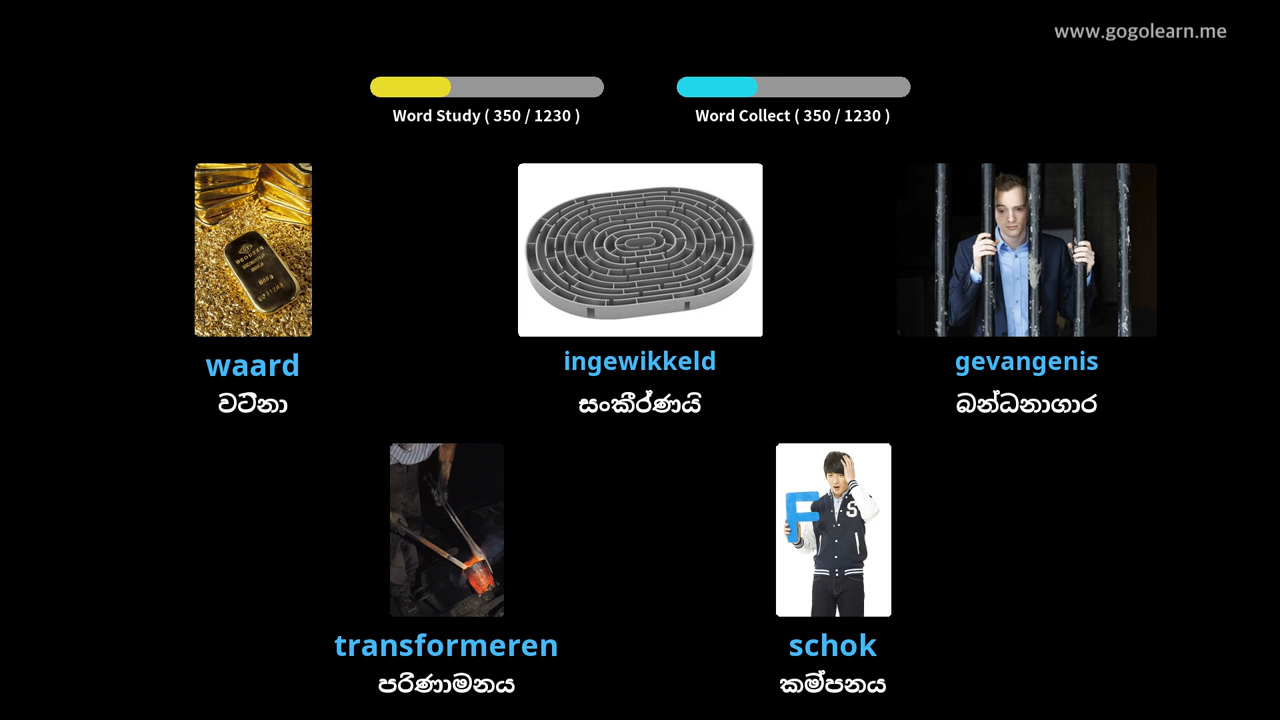 www.gogolearn.me
Word Study ( 350 / 1230 )
Word Collect ( 350 / 1230 )
waard
ingewikkeld
gevangenis
වටිනා
සංකීර්ණයි
බන්ධනාගාර
F
S
transformeren
schok
පරිණාමනය
කම්පනය